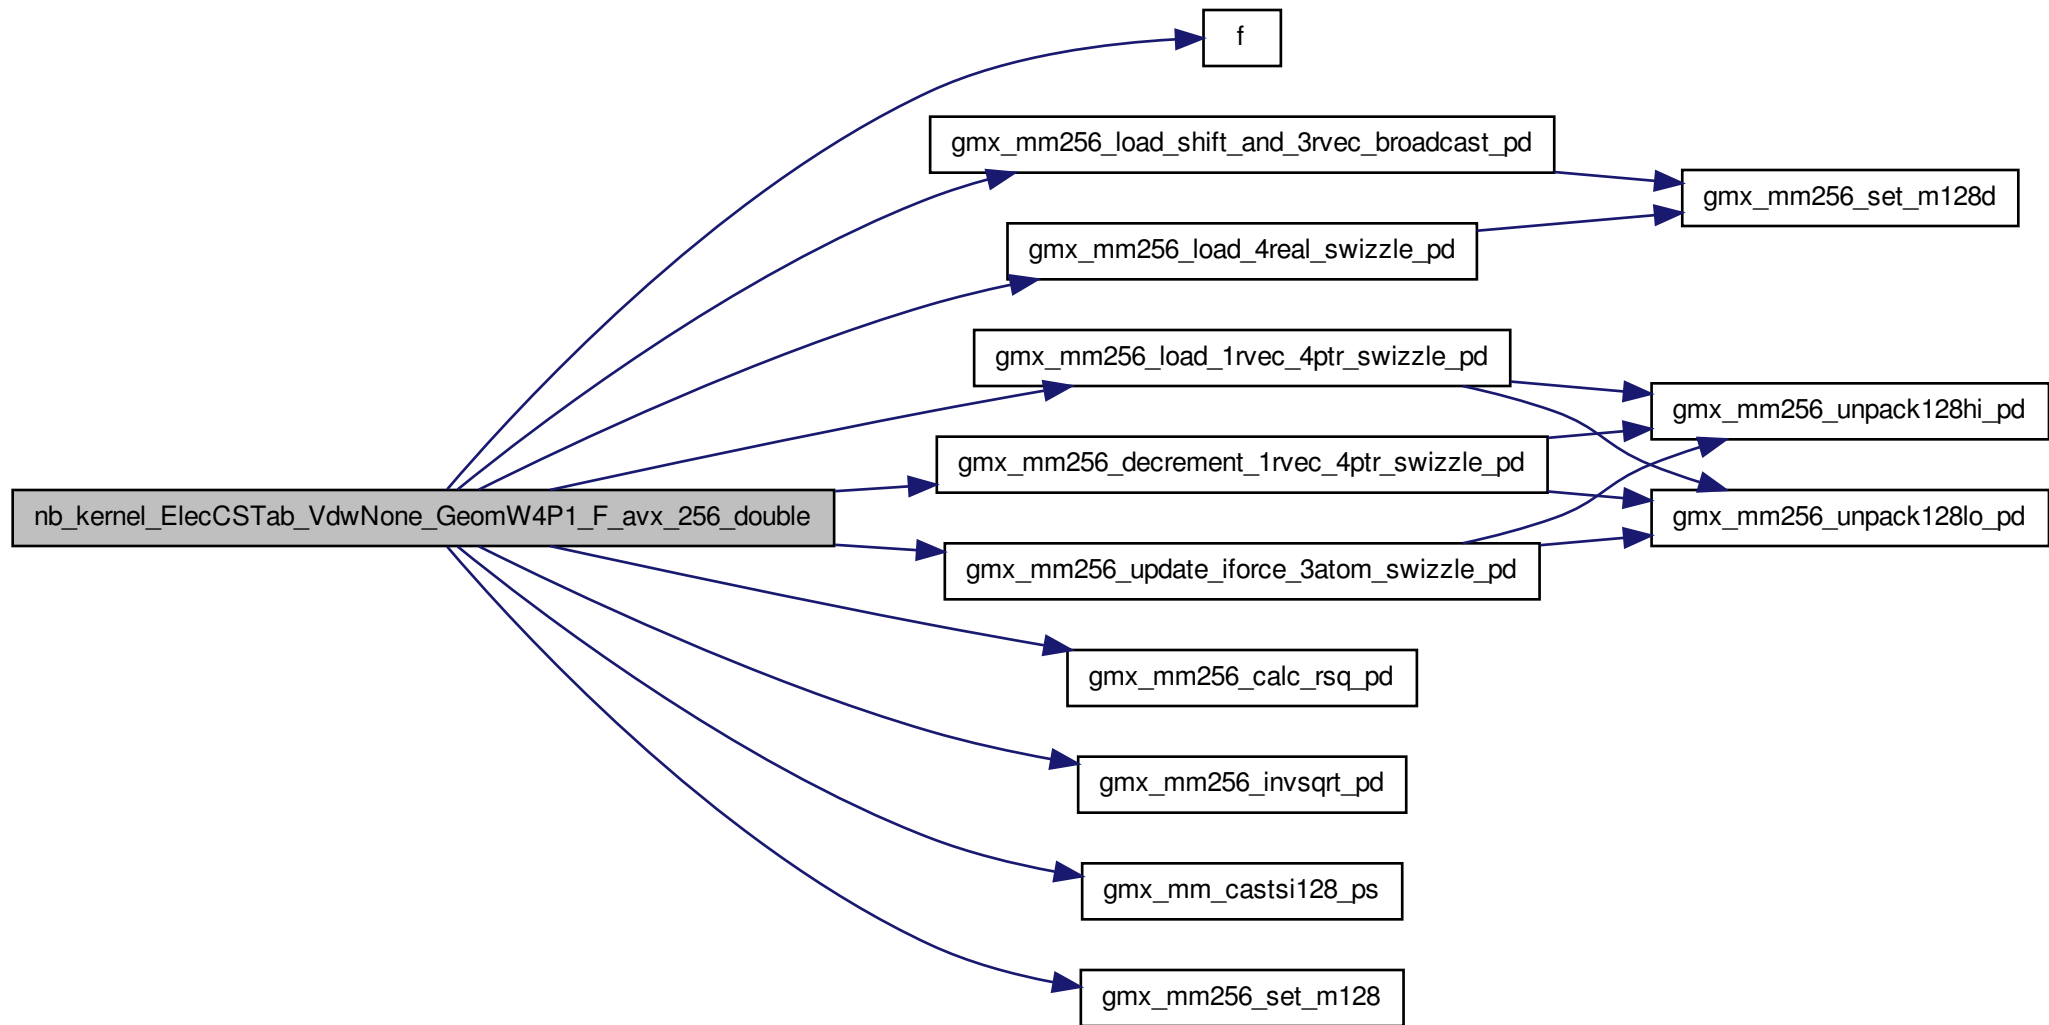 f
gmx_mm256_load_shift_and_3rvec_broadcast_pd
gmx_mm256_set_m128d
gmx_mm256_load_4real_swizzle_pd
gmx_mm256_load_1rvec_4ptr_swizzle_pd
gmx_mm256_unpack128hi_pd
gmx_mm256_decrement_1rvec_4ptr_swizzle_pd
nb_kernel_ElecCSTab_VdwNone_GeomW4P1_F_avx_256_double
gmx_mm256_unpack128lo_pd
gmx_mm256_update_iforce_3atom_swizzle_pd
gmx_mm256_calc_rsq_pd
gmx_mm256_invsqrt_pd
gmx_mm_castsi128_ps
gmx_mm256_set_m128